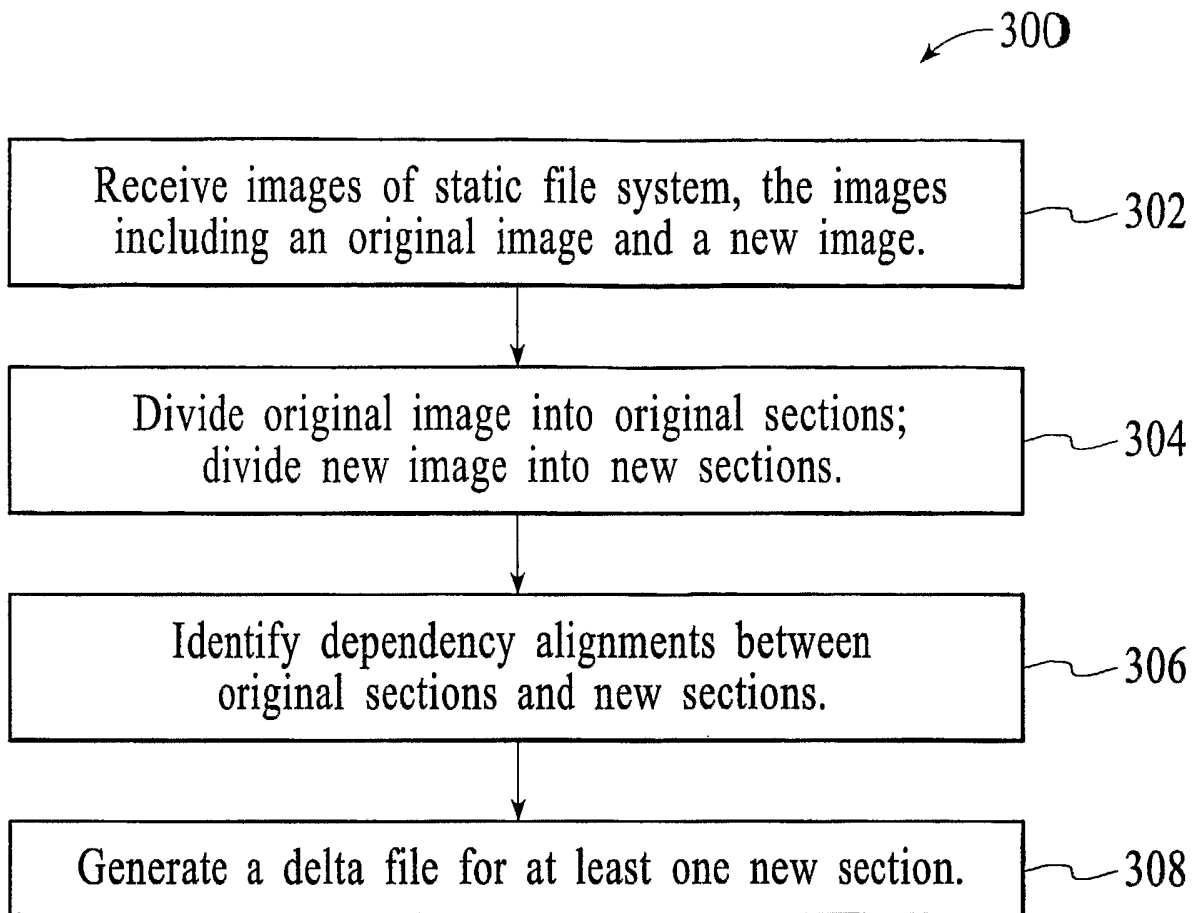 300
Receive images of static file system, the images
including an original image and a new image.
302
Divide original image into original sections;
divide new image into new sections.
304
Identify dependency alignments between
original sections and new sections.
306
Generate a delta file for at least one new section.
308